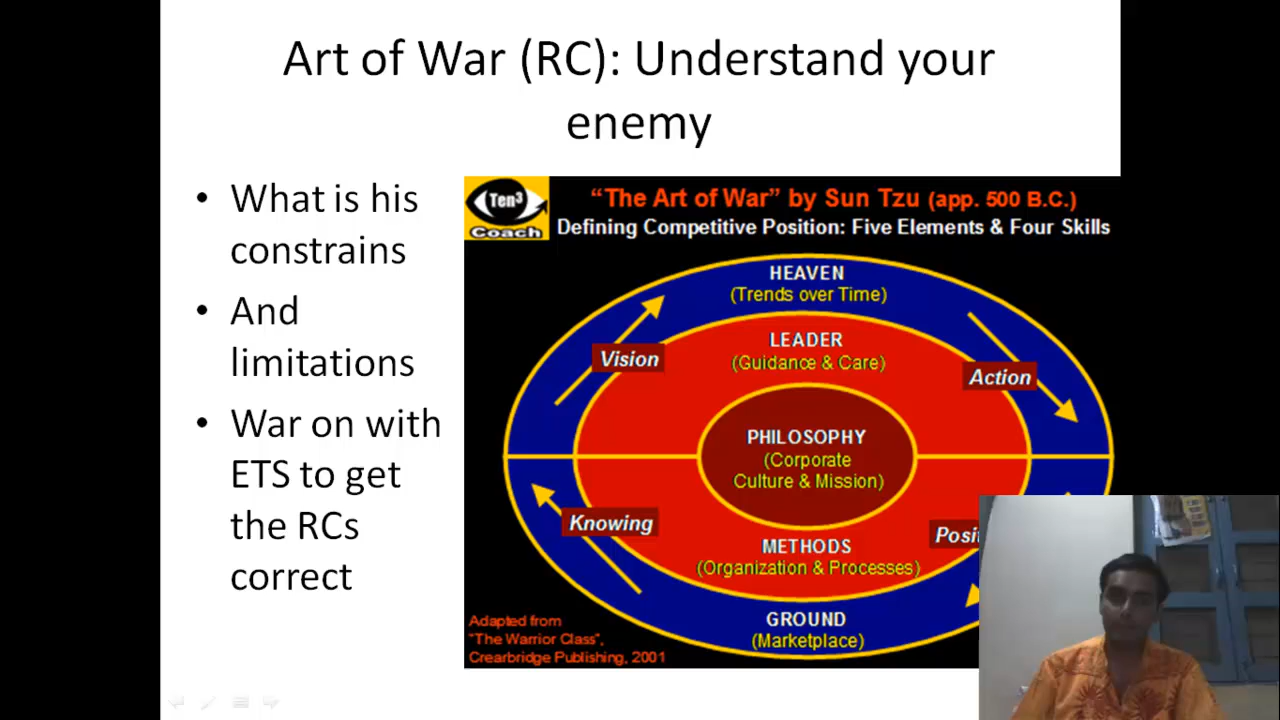 Art of War (RC): Understand your
enemy
• What is his
constrains
• And
limitations
• War on with
ETS to get
the RCs
correct
Ten³
Coach
“The Art of War” by Sun Tzu (app. 500 B.C.)
Defining Competitive Position: Five Elements & Four Skills
HEAVEN
(Trends over Time)
LEADER
(Guidance & Care)
Vision
Action
PHILOSOPHY
(Corporate
Culture & Mission)
Knowing
Posit
METHODS
(Organization & Processes)
GROUND
(Marketplace)
Adapted from
“The Warrior Class”,
Crearbridge Publishing, 2001